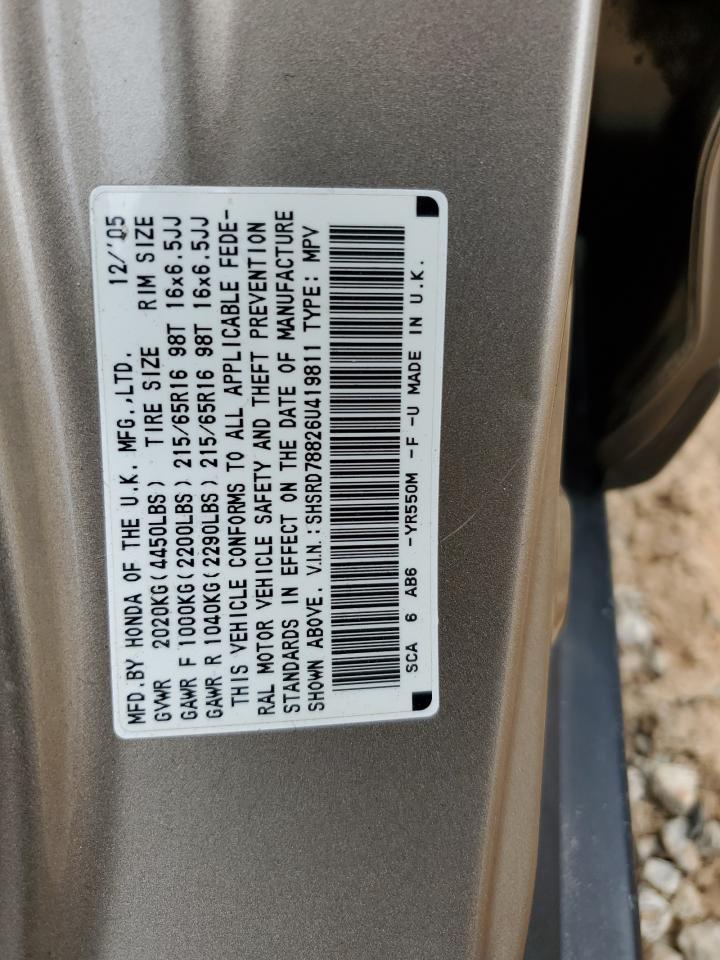 MFD.BY HONDA OF THE U.K. MFG.,LTD. 12/'05
GVWR 2020KG(4450LBS) TIRE SIZE RIM SIZE
GAWR F 1000KG(2200LBS) 215/65R16 98T 16x6.5JJ
GAWR R 1040KG(2290LBS) 215/65R16 98T 16x6.5JJ
THIS VEHICLE CONFORMS TO ALL APPLICABLE FEDE-
RAL MOTOR VEHICLE SAFETY AND THEFT PREVENTION
STANDARDS IN EFFECT ON THE DATE OF MANUFACTURE
SHOWN ABOVE. V.I.N.: SHSRD78826U419811 TYPE: MPV
SCA 6 AB6 -YR550M -F -U MADE IN U.K.